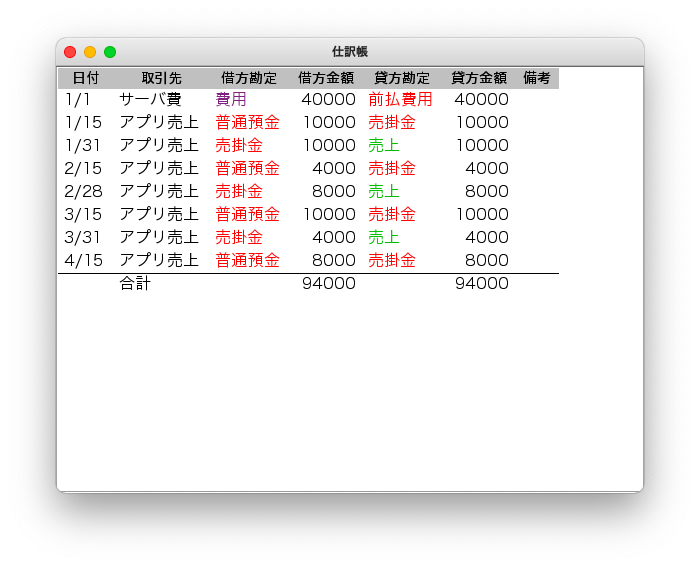 仕訳帳
日付 取引先 借方勘定 借方金額 貸方勘定 貸方金額 備考
1/1 サーバ費 費用 40000 前払費用 40000
1/15 アプリ売上 普通預金 10000 売掛金 10000
1/31 アプリ売上 売掛金 10000 売上 10000
2/15 アプリ売上 普通預金 4000 売掛金 4000
2/28 アプリ売上 売掛金 8000 売上 8000
3/15 アプリ売上 普通預金 10000 売掛金 10000
3/31 アプリ売上 売掛金 4000 売上 4000
4/15 アプリ売上 普通預金 8000 売掛金 8000
合計 94000 94000